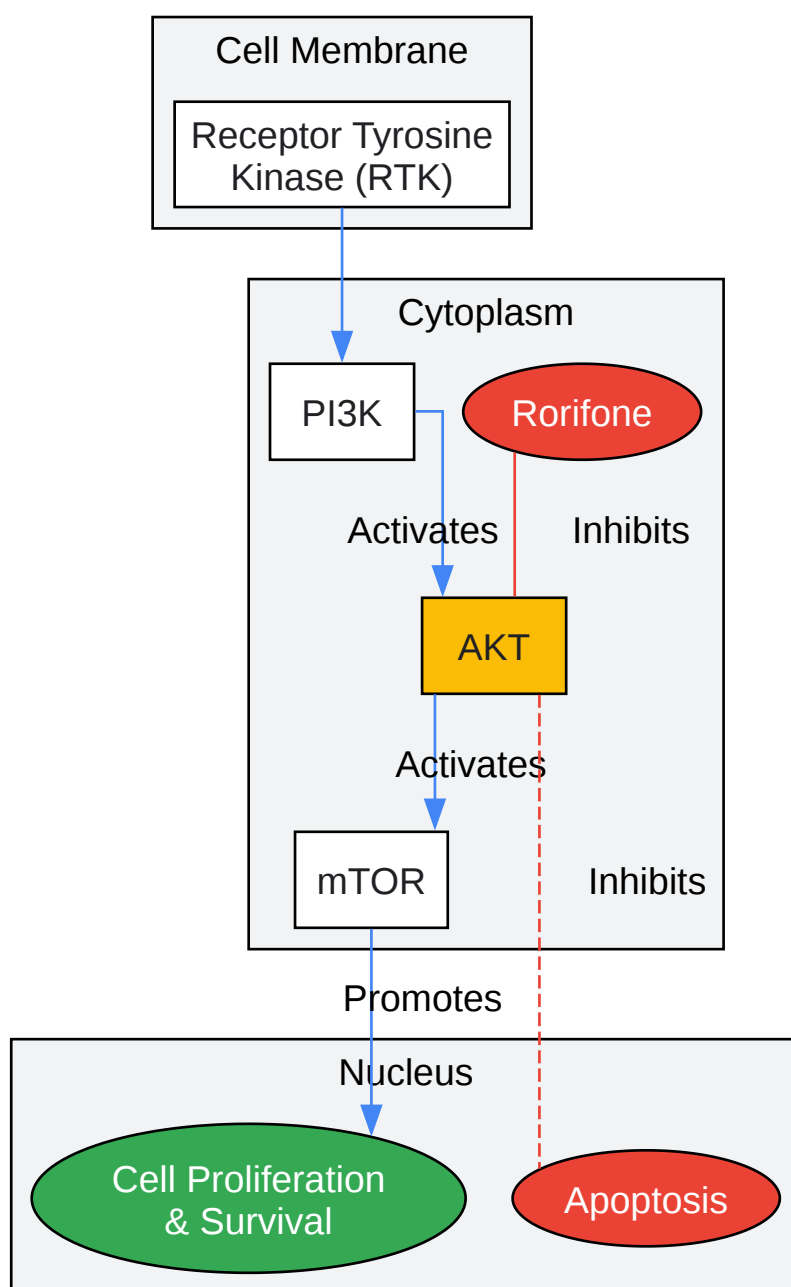 Cell Membrane
Receptor Tyrosine
Kinase (RTK)
Cytoplasm
PI3K
Rorifone
Activates
Inhibits
AKT
Activates
mTOR
Inhibits
Promotes
Nucleus
Cell Proliferation
& Survival
Apoptosis